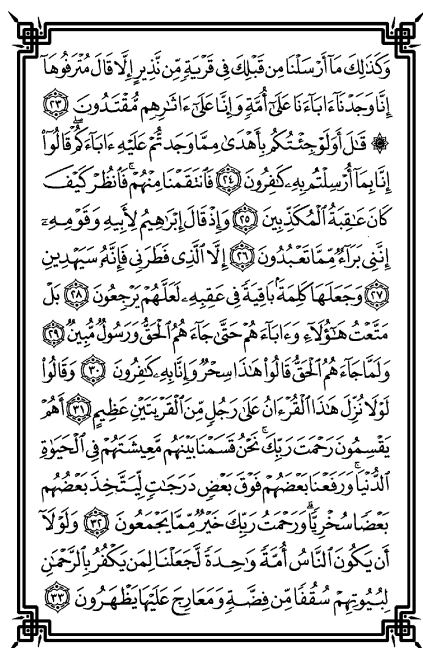 وَكَذَٰلِكَ مَآ أَرْسَلْنَا مِن قَبْلِكَ فِى قَرْيَةٍ مِّن نَّذِيرٍ إِلَّا قَالَ مُتْرَفُوهَآ
إِنَّا وَجَدْنَآ ءَابَآءَنَا عَلَىٰٓ أُمَّةٍ وَإِنَّا عَلَىٰٓ ءَاثَٰرِهِم مُّقْتَدُونَ ٢٣
۞ قَٰلَ أَوَلَوْ جِئْتُكُم بِأَهْدَىٰ مِمَّا وَجَدتُّمْ عَلَيْهِ ءَابَآءَكُمْ ۖ قَالُوٓا۟
إِنَّا بِمَآ أُرْسِلْتُم بِهِۦ كَٰفِرُونَ ٢٤ فَٱنتَقَمْنَا مِنْهُمْ ۖ فَٱنظُرْ كَيْفَ
كَانَ عَٰقِبَةُ ٱلْمُكَذِّبِينَ ٢٥ وَإِذْ قَالَ إِبْرَٰهِيمُ لِأَبِيهِ وَقَوْمِهِۦٓ
إِنَّنِى بَرَآءٌ مِّمَّا تَعْبُدُونَ ٢٦ إِلَّا ٱلَّذِى فَطَرَنِى فَإِنَّهُۥ سَيَهْدِينِ
٢٧ وَجَعَلَهَا كَلِمَةًۢ بَاقِيَةً فِى عَقِبِهِۦ لَعَلَّهُمْ يَرْجِعُونَ ٢٨ بَلْ
مَتَّعْتُ هَٰٓؤُلَآءِ وَءَابَآءَهُمْ حَتَّىٰ جَآءَهُمُ ٱلْحَقُّ وَرَسُولٌ مُّبِينٌ ٢٩
وَلَمَّا جَآءَهُمُ ٱلْحَقُّ قَالُوا۟ هَٰذَا سِحْرٌ وَإِنَّا بِهِۦ كَٰفِرُونَ ٣٠ وَقَالُوا۟
لَوْلَا نُزِّلَ هَٰذَا ٱلْقُرْءَانُ عَلَىٰ رَجُلٍ مِّنَ ٱلْقَرْيَتَيْنِ عَظِيمٍ ٣١ أَهُمْ
يَقْسِمُونَ رَحْمَتَ رَبِّكَ ۚ نَحْنُ قَسَمْنَا بَيْنَهُم مَّعِيشَتَهُمْ فِى ٱلْحَيَوٰةِ
ٱلدُّنْيَا ۚ وَرَفَعْنَا بَعْضَهُمْ فَوْقَ بَعْضٍ دَرَجَٰتٍ لِّيَتَّخِذَ بَعْضُهُم
بَعْضًا سُخْرِيًّا ۗ وَرَحْمَتُ رَبِّكَ خَيْرٌ مِّمَّا يَجْمَعُونَ ٣٢ وَلَوْلَآ
أَن يَكُونَ ٱلنَّاسُ أُمَّةً وَٰحِدَةً لَّجَعَلْنَا لِمَن يَكْفُرُ بِٱلرَّحْمَٰنِ
لِبُيُوتِهِمْ سُقُفًا مِّن فِضَّةٍ وَمَعَارِجَ عَلَيْهَا يَظْهَرُونَ ٣٣